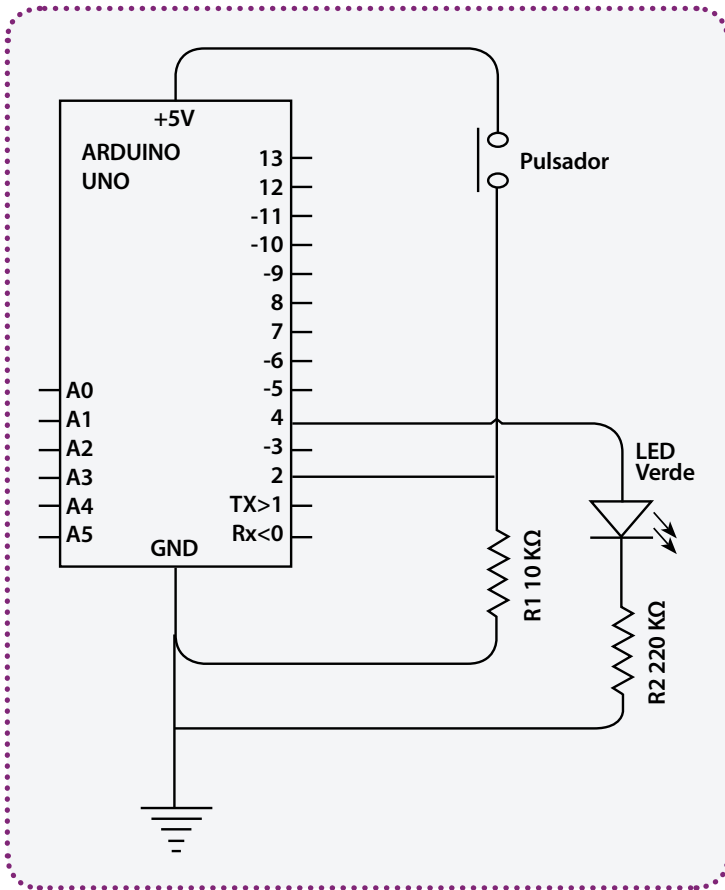 +5V
ARDUINO
UNO
13
12
-11
-10
-9
8
7
-6
-5
4
-3
2
TX>1
Rx<0
A0
A1
A2
A3
A4
A5
GND
Pulsador
LED
Verde
R1 10 KΩ
R2 220 KΩ